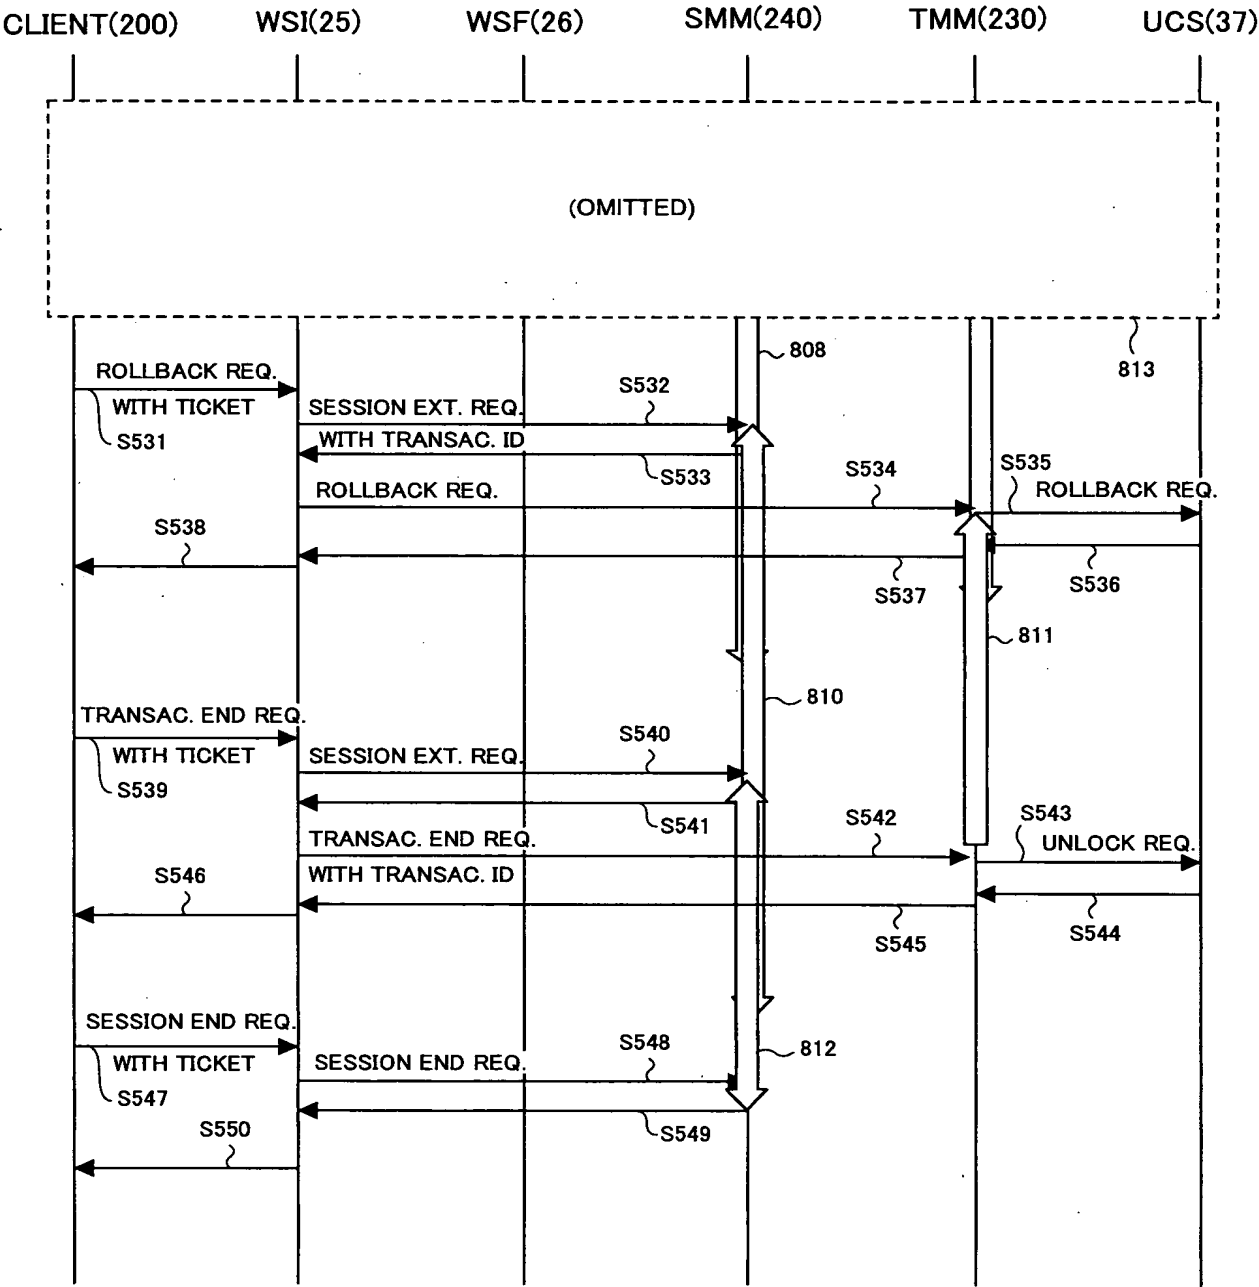 CLIENT(200) WSI(25) WSF(26) SMM(240) TMM(230) UCS(37)
(OMITTED)
808
813
ROLLBACK REQ.
WITH TICKET
S531
SESSION EXT. REQ.
S532
WITH TRANSAC. ID
S533
ROLLBACK REQ.
S534
S535
ROLLBACK REQ.
S538
S537
S536
811
810
TRANSAC. END REQ.
WITH TICKET
S539
SESSION EXT. REQ.
S540
S541
TRANSAC. END REQ.
S542
S543
UNLOCK REQ.
WITH TRANSAC. ID
S546
S545
S544
SESSION END REQ.
WITH TICKET
S547
SESSION END REQ.
S548
812
S549
S550